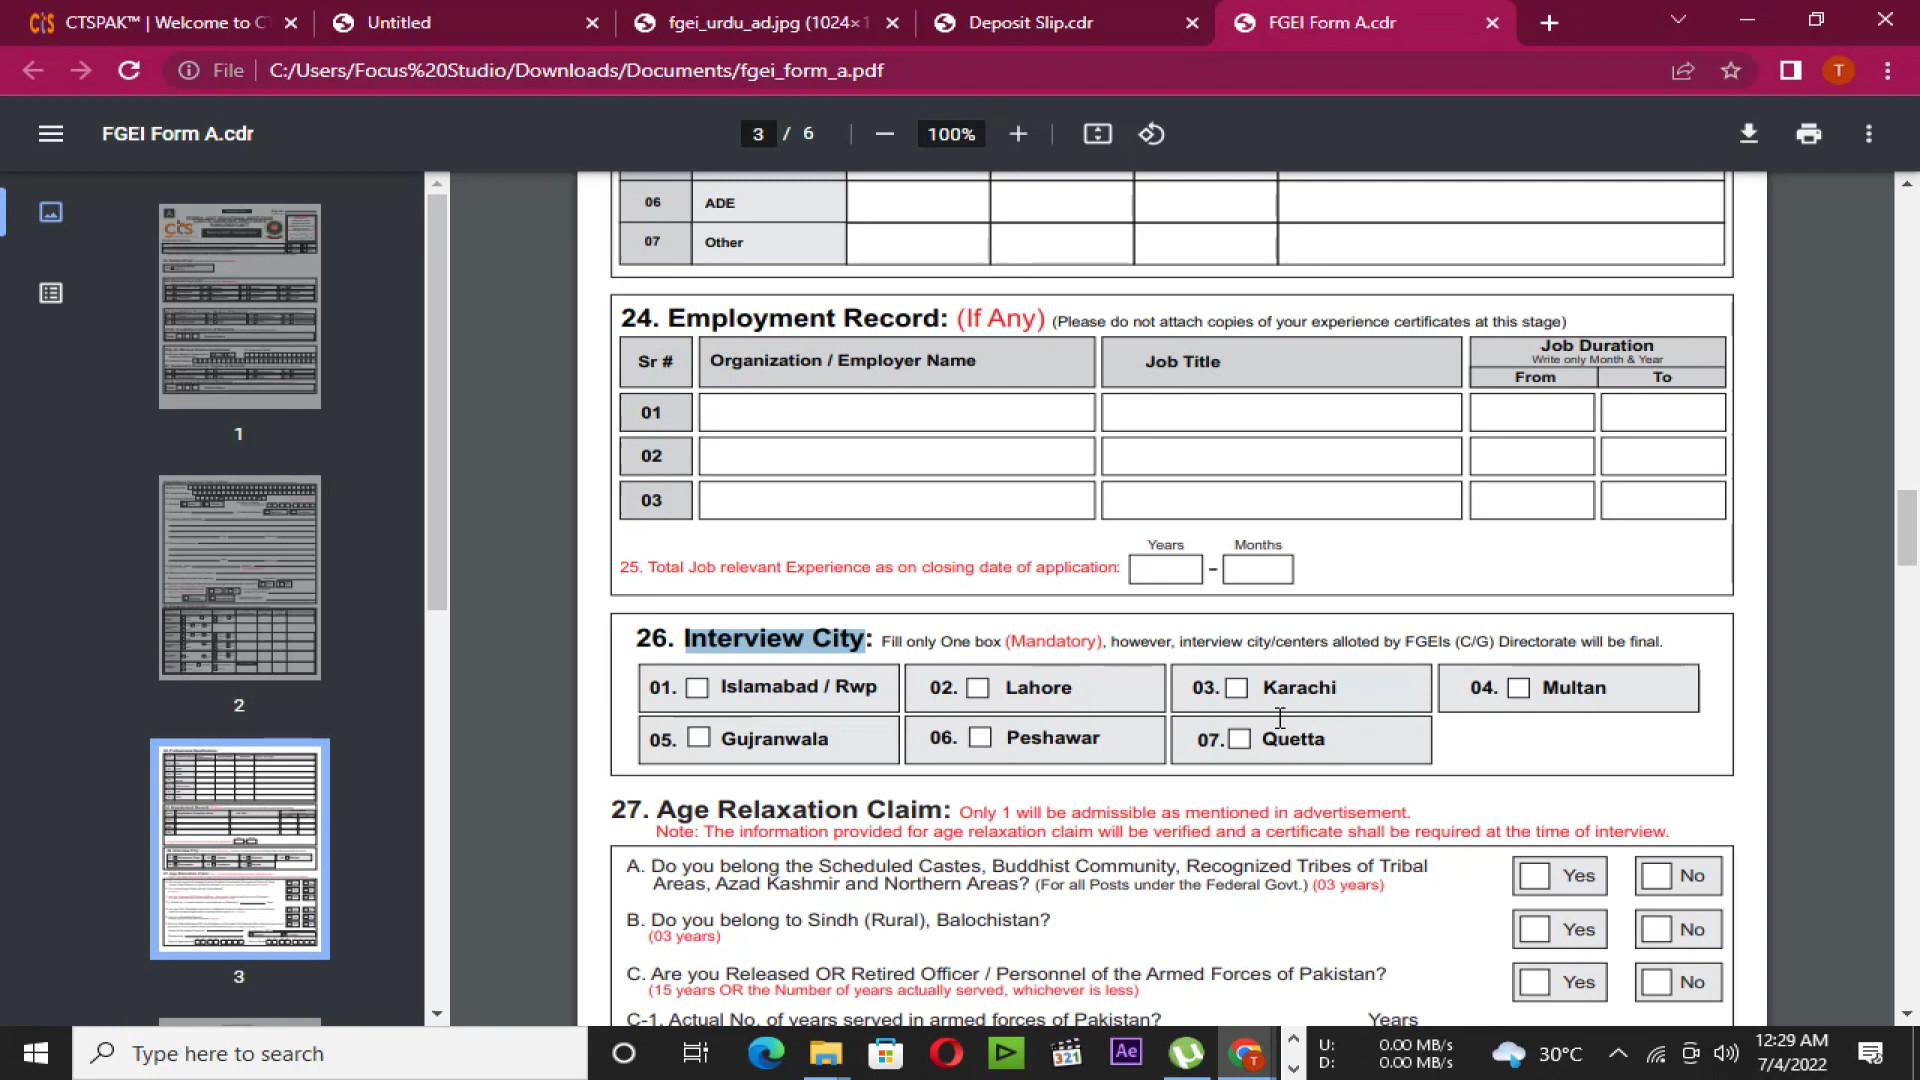 cts CTSPAK™ | Welcome to CT
Untitled
fgei_urdu_ad.jpg (1024×1
Deposit Slip.cdr
FGEI Form A.cdr
File C:/Users/Focus%20Studio/Downloads/Documents/fgei_form_a.pdf
T
FGEI Form A.cdr
3 / 6
100%
1
2
3
06 ADE
07 Other
24. Employment Record: (If Any) (Please do not attach copies of your experience certificates at this stage)
Sr # Organization / Employer Name Job Title Job Duration
Write only Month & Year
From To
01
02
03
Years Months
25. Total Job relevant Experience as on closing date of application: –
26. Interview City: Fill only One box (Mandatory), however, interview city/centers alloted by FGEIs (C/G) Directorate will be final.
01. Islamabad / Rwp 02. Lahore 03. Karachi 04. Multan
05. Gujranwala 06. Peshawar 07. Quetta
27. Age Relaxation Claim: Only 1 will be admissible as mentioned in advertisement.
Note: The information provided for age relaxation claim will be verified and a certificate shall be required at the time of interview.
A. Do you belong the Scheduled Castes, Buddhist Community, Recognized Tribes of Tribal
Areas, Azad Kashmir and Northern Areas? (For all Posts under the Federal Govt.) (03 years)
Yes No
B. Do you belong to Sindh (Rural), Balochistan?
(03 years)
Yes No
C. Are you Released OR Retired Officer / Personnel of the Armed Forces of Pakistan?
(15 years OR the Number of years actually served, whichever is less)
Yes No
C-1. Actual No. of years served in armed forces of Pakistan? Years
Type here to search
321
Ae
T
U: 0.00 MB/s
D: 0.00 MB/s
30°C
12:29 AM
7/4/2022